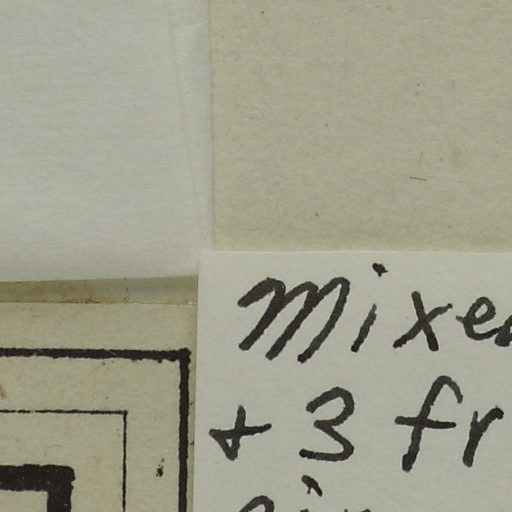 mixe
+ 3 fr